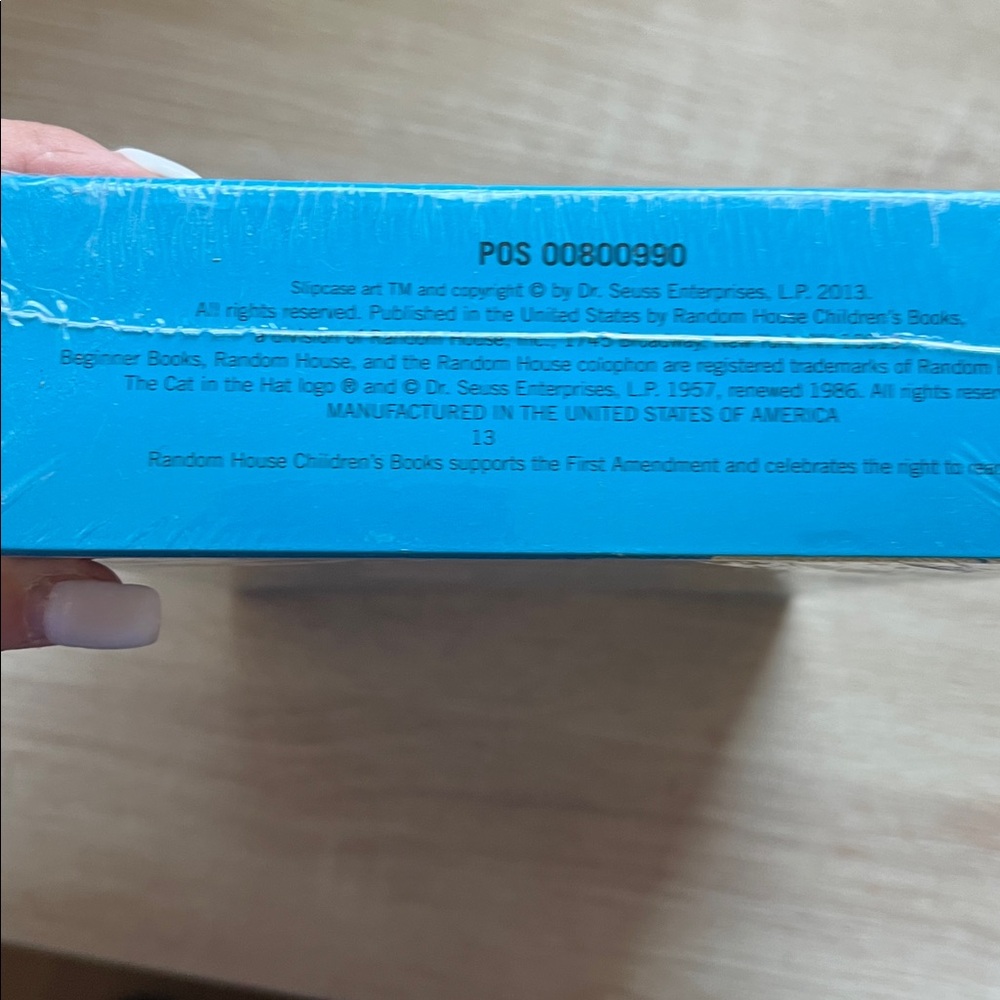 POS 00800990
Slipcase art TM and copyright © by Dr. Seuss Enterprises, L.P. 2013.
All rights reserved. Published in the United States by Random House Children's Books,
a division of Random House, Inc., 1745 Broadway,
Beginner Books, Random House, and the Random House colophon are registered trademarks of Random
The Cat in the Hat logo ® and © Dr. Seuss Enterprises, L.P. 1957, renewed 1986. All rights reser
MANUFACTURED IN THE UNITED STATES OF AMERICA
13
Random House Children's Books supports the First Amendment and celebrates the right to read